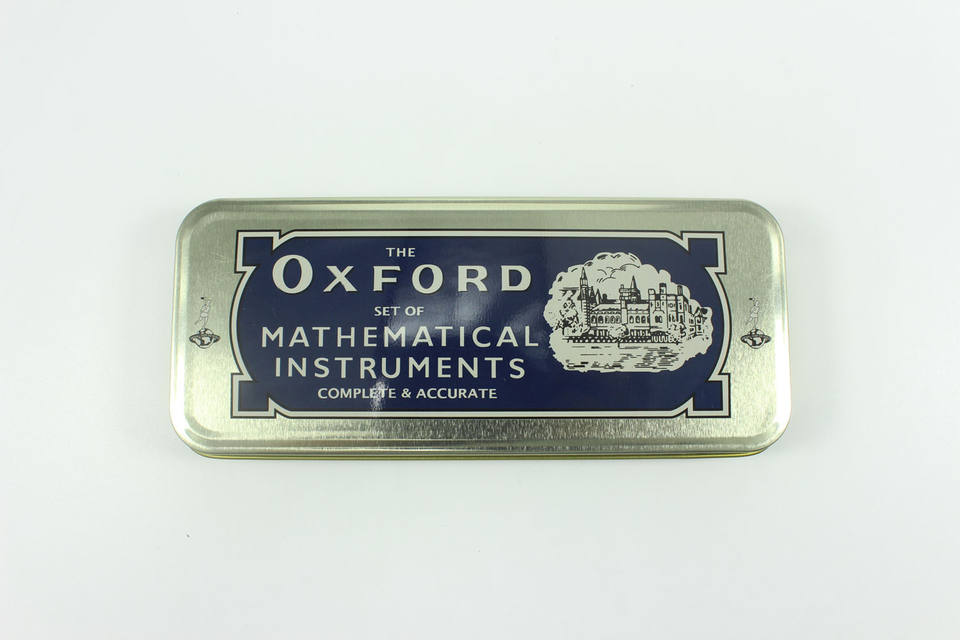 THE
OXFORD
SET OF
MATHEMATICAL
INSTRUMENTS
COMPLETE & ACCURATE